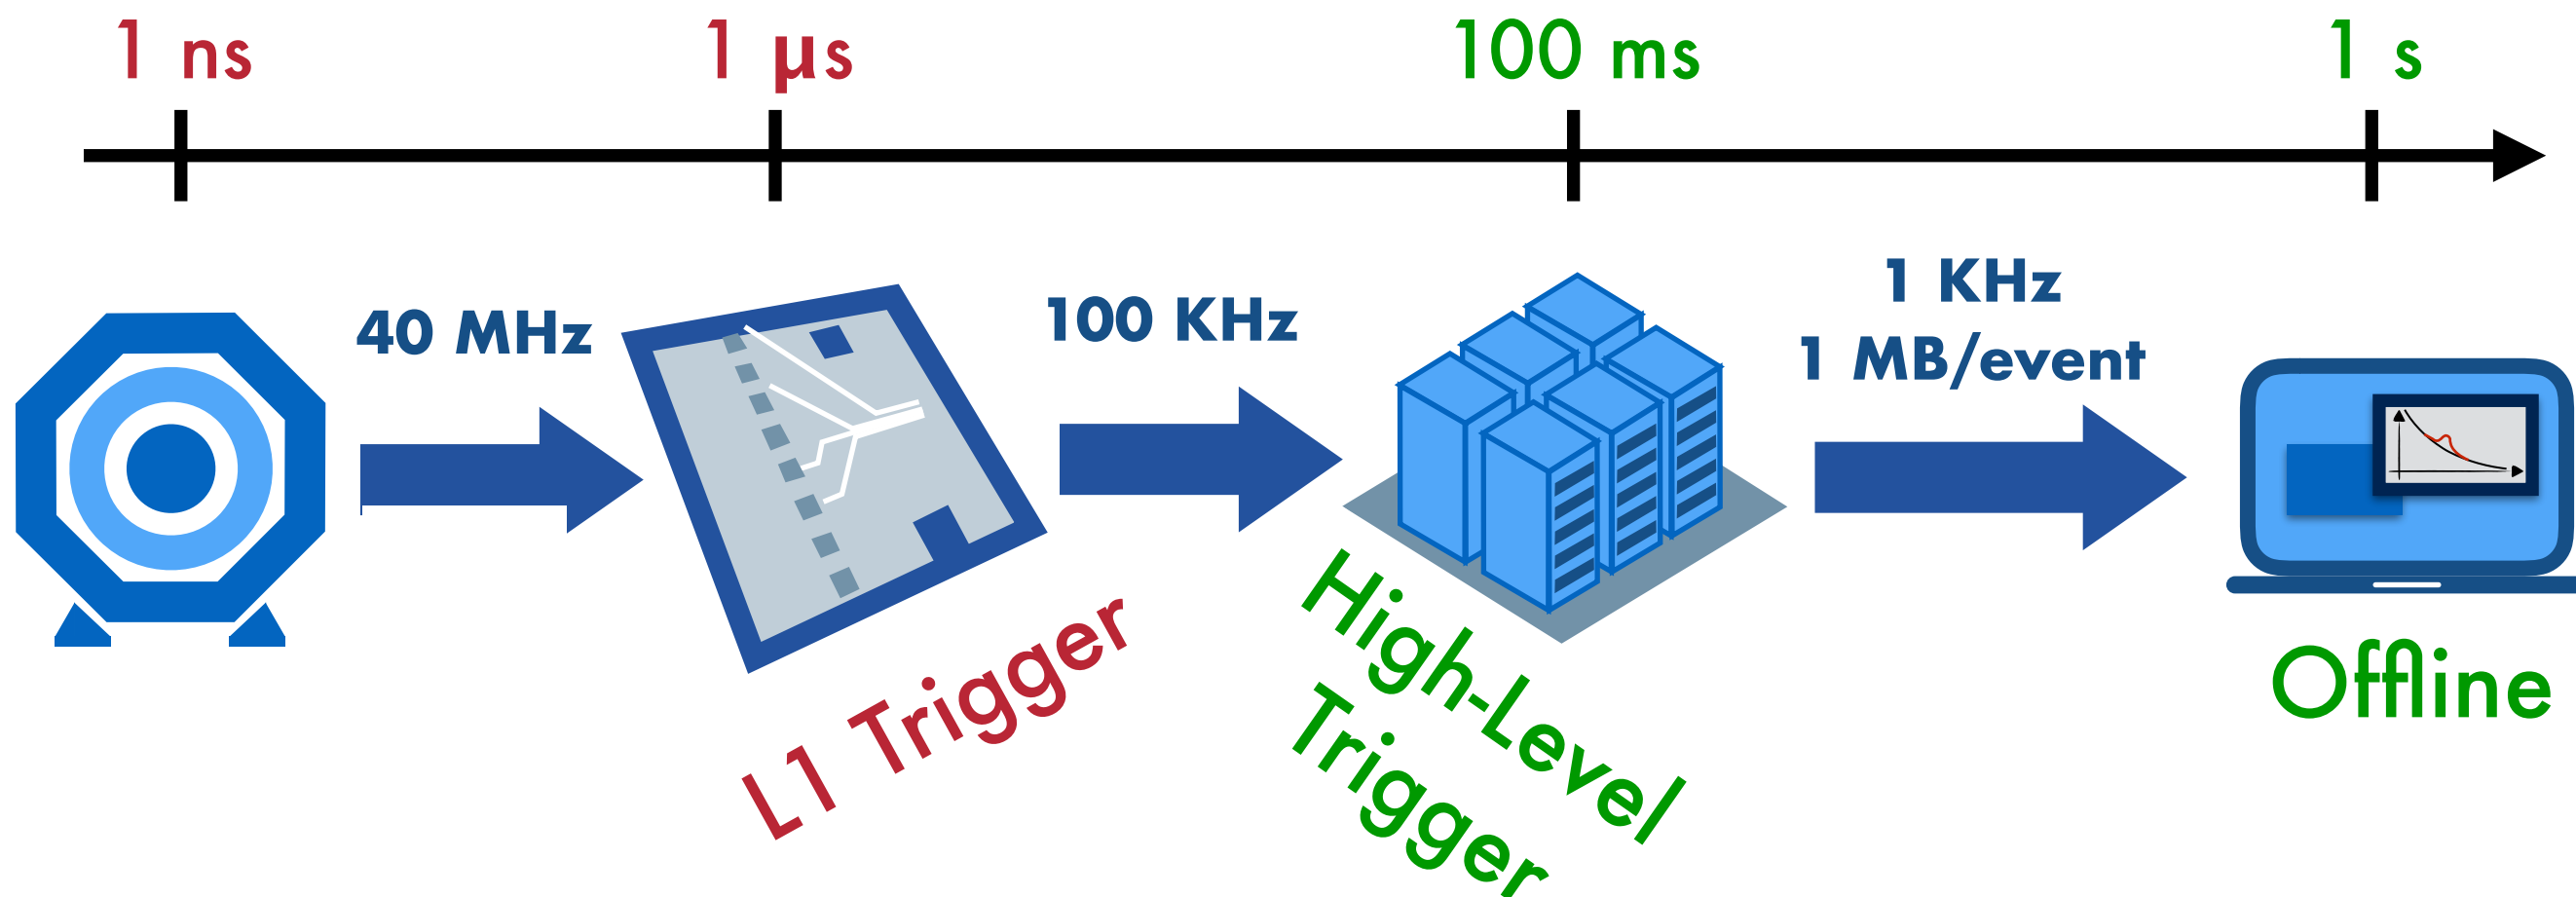 1 ns
1 µs
100 ms
1 s
40 MHz
100 KHz
1 KHz
1 MB/event
L1 Trigger
High-Level
Trigger
Offline